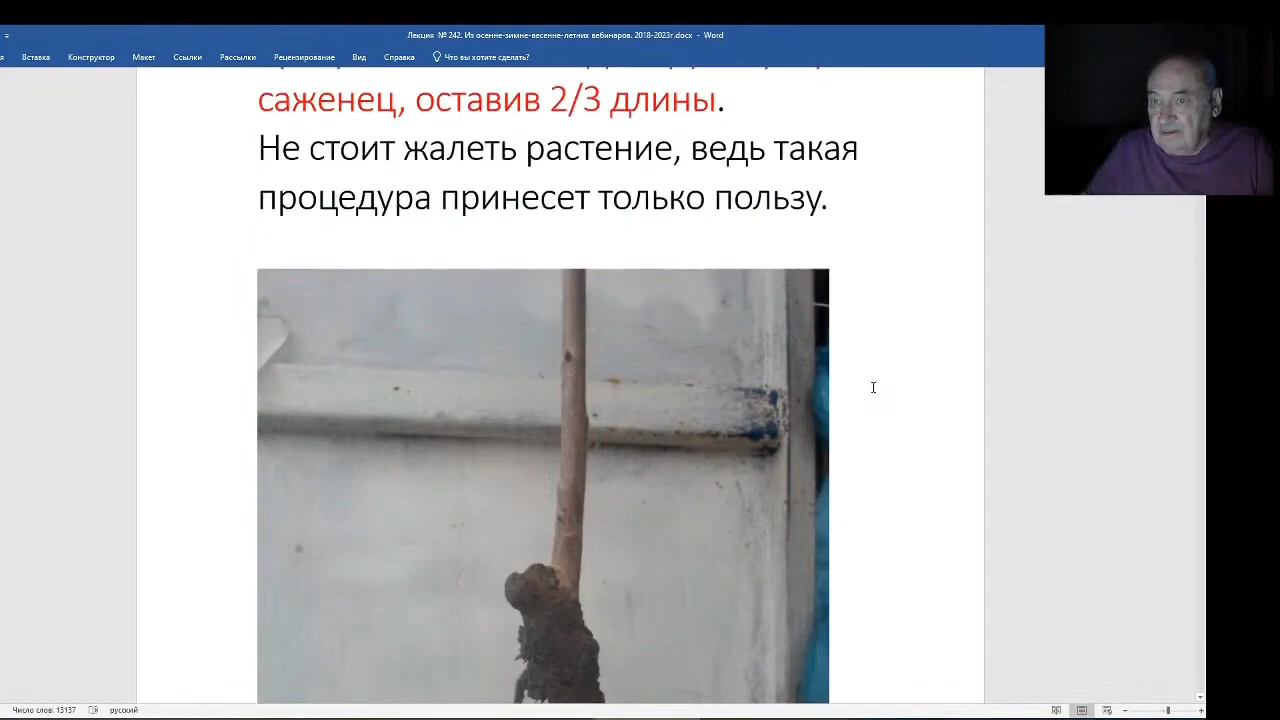 Лекция № 242. Из осенне-зимне-весенне-летних вебинаров. 2018-2023г.docx - Word
Вставка Конструктор Макет Ссылки Рассылки Рецензирование Вид Справка Что вы хотите сделать?
саженец, оставив 2/3 длины.
Не стоит жалеть растение, ведь такая
процедура принесет только пользу.
Число слов: 13137 русский